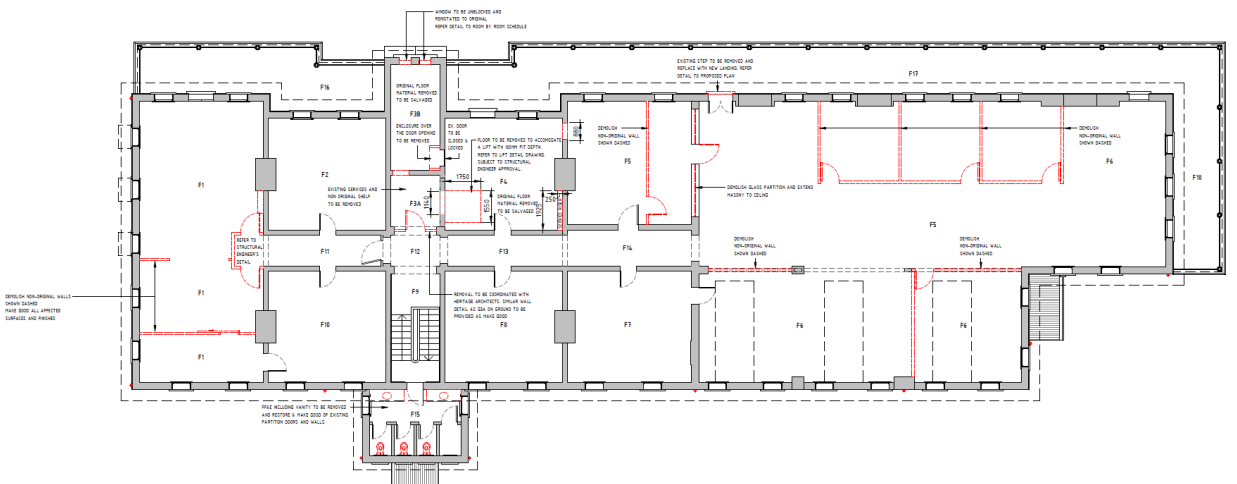 WINDOW TO BE UNBLOCKED AND
REINSTATED TO ORIGINAL
REFER DETAIL TO ROOM BY ROOM SCHEDULE
EXISTING STEP TO BE REMOVED AND
REPLACE WITH NEW LANDING. REFER
DETAIL TO PROPOSED PLAN
F16
F17
ORIGINAL FLOOR
MATERIAL REMOVED
TO BE SALVAGED
F3B
ENCLOSURE OVER
THE DOOR OPENING
TO BE REMOVED
EX. DOOR
TO BE
CLOSED &
LOCKED
FLOOR TO BE REMOVED TO ACCOMODATE
A LIFT WITH 100MM PIT DEPTH.
REFER TO LIFT DETAIL DRAWING.
SUBJECT TO STRUCTURAL
ENGINEER APPROVAL
880
DEMOLISH
NON-ORIGINAL WALL
SHOWN DASHED
F5
DEMOLISH
NON-ORIGINAL WALL
SHOWN DASHED
F6
F18
F1
F2
EXISTING SERVICES AND
NON ORIGINAL SHELF
TO BE REMOVED
F3A
1140
1750
F4
1550
ORIGINAL FLOOR
MATERIAL REMOVED
TO BE SALVAGED
1925
250
DEMOLISH GLASS PARTITION AND EXTEND
MASONY TO CEILING
F5
REFER TO
STRUCTURAL
ENGINEER'S
DETAIL
F11
F12
F13
F14
DEMOLISH
NON-ORIGINAL WALL
SHOWN DASHED
DEMOLISH
NON-ORIGINAL WALL
SHOWN DASHED
DEMOLISH NON-ORIGINAL WALLS
SHOWN DASHED
MAKE GOOD ALL AFFECTED
SURFACES AND FINISHES
F1
F9
REMOVAL TO BE COORDINATED WITH
HERITAGE ARCHITECTS. SIMILAR WALL
DETAIL AS G3A ON GROUND TO BE
PROVIDED AS MAKE GOOD
F10
F8
F7
F6
F6
F1
FF&E INCLUDING VANITY TO BE REMOVED
AND RESTORE & MAKE GOOD OF EXISTING
PARTITION DOORS AND WALLS.
F15